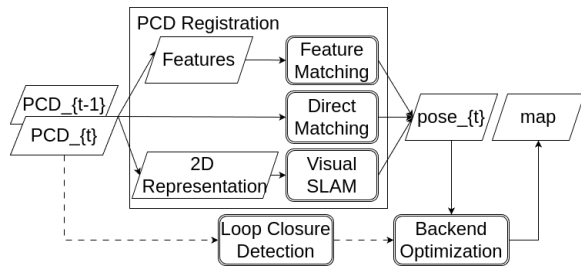 PCD Registration
Features
Feature
Matching
PCD_{t-1}
PCD_{t}
Direct
Matching
pose_{t}
map
2D
Representation
Visual
SLAM
Loop Closure
Detection
Backend
Optimization